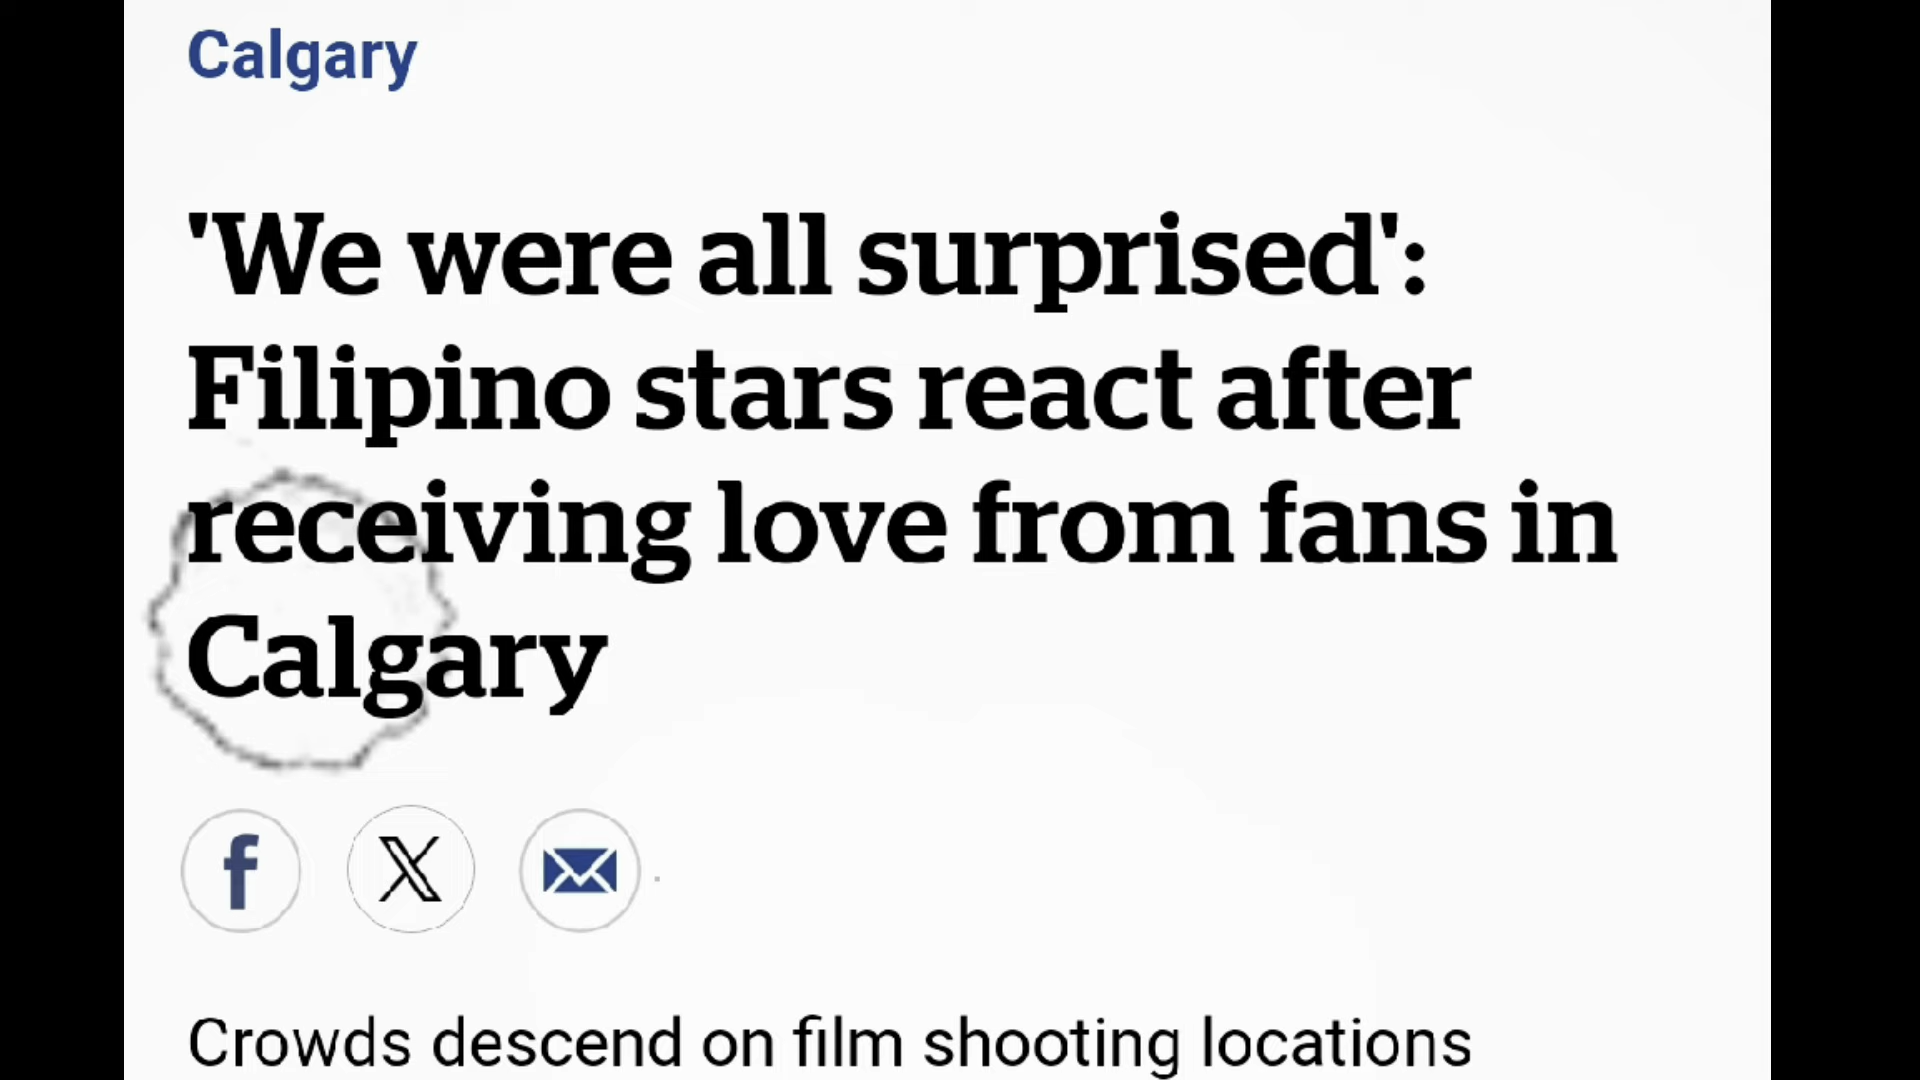 Calgary
'We were all surprised':
Filipino stars react after
receiving love from fans in
Calgary
Crowds descend on film shooting locations